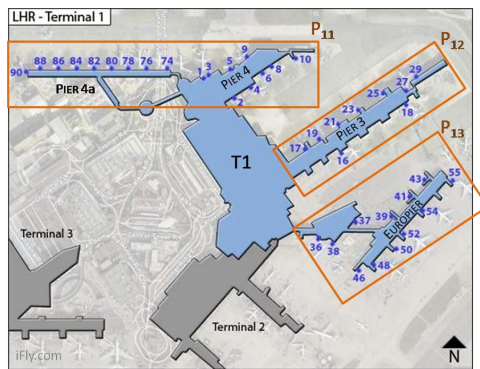 LHR - Terminal 1
P11
88 86 84 82 80 78 76 74
90
PIER 4a
1 3 5 9
PIER 4
10
8
6
4
2
P12
29
27
25
23
21
19
17
PIER 3
18
16
T1
P13
55
43
41
54
39
37
EUROPIER
52
36
38
50
48
46
Terminal 3
Terminal 2
iFly.com
N